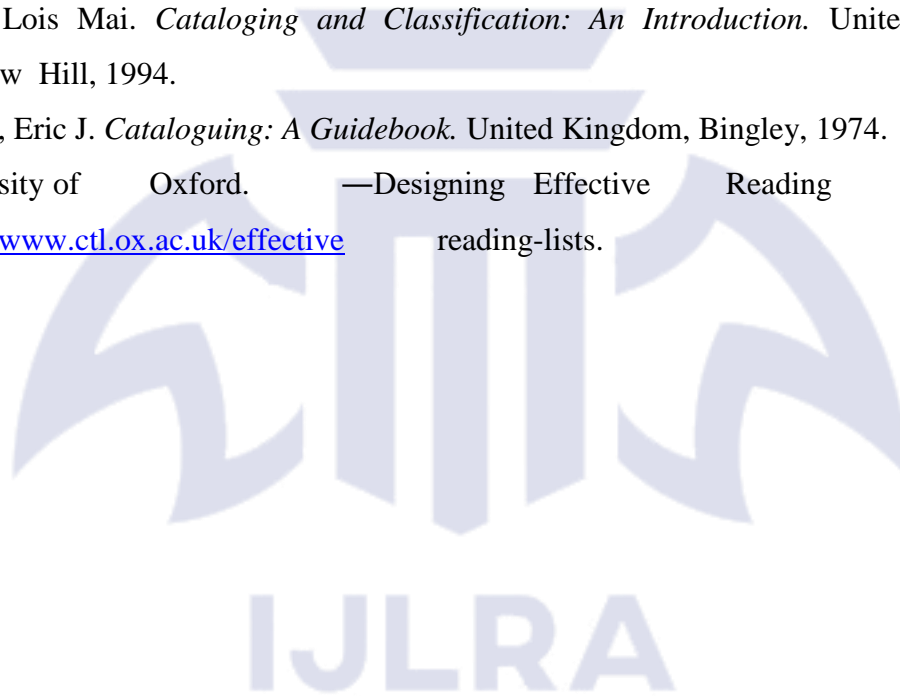 Lois Mai. Cataloging and Classification: An Introduction. Unite
w Hill, 1994.
, Eric J. Cataloguing: A Guidebook. United Kingdom, Bingley, 1974.
sity of Oxford. ―Designing Effective Reading
www.ctl.ox.ac.uk/effective reading-lists.
IJLRA